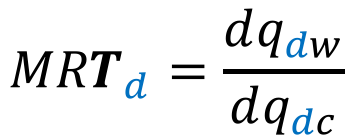 MRT_d = dq_dw / dq_dc